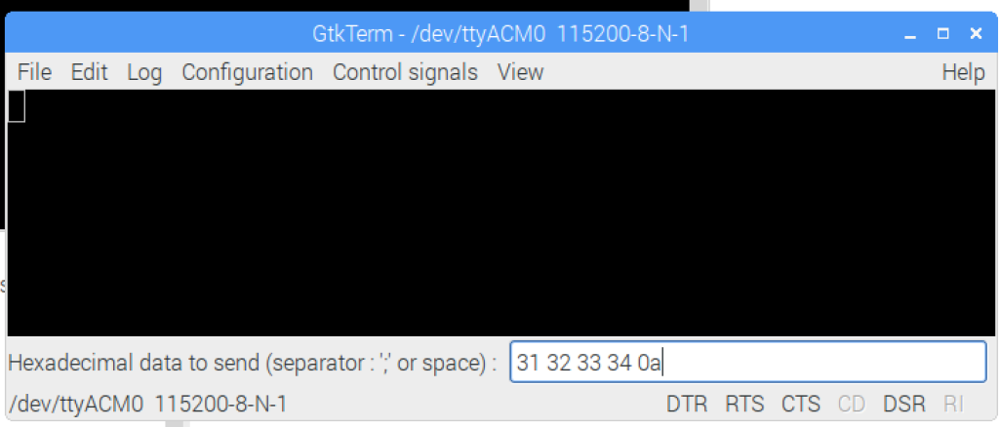 GtkTerm - /dev/ttyACM0 115200-8-N-1
File Edit Log Configuration Control signals View Help
Hexadecimal data to send (separator : ';' or space) : 31 32 33 34 0a
/dev/ttyACM0 115200-8-N-1 DTR RTS CTS CD DSR RI